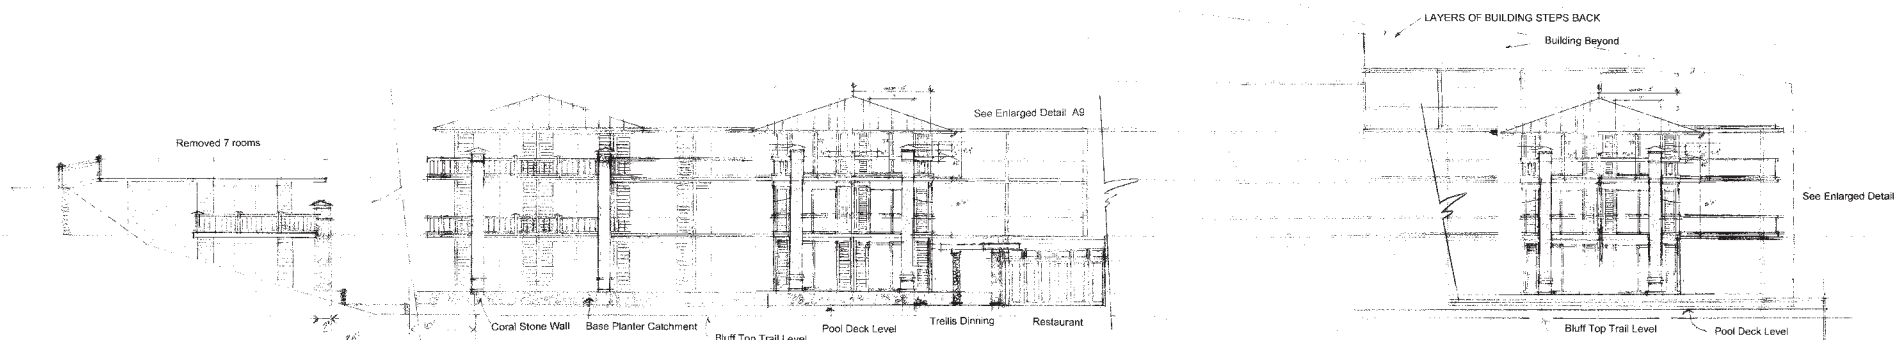 LAYERS OF BUILDING STEPS BACK
Building Beyond
See Enlarged Detail A9
Removed 7 rooms
See Enlarged Detail
Coral Stone Wall
Base Planter Catchment
Bluff Top Trail Level
Pool Deck Level
Trellis Dinning
Restaurant
Bluff Top Trail Level
Pool Deck Level